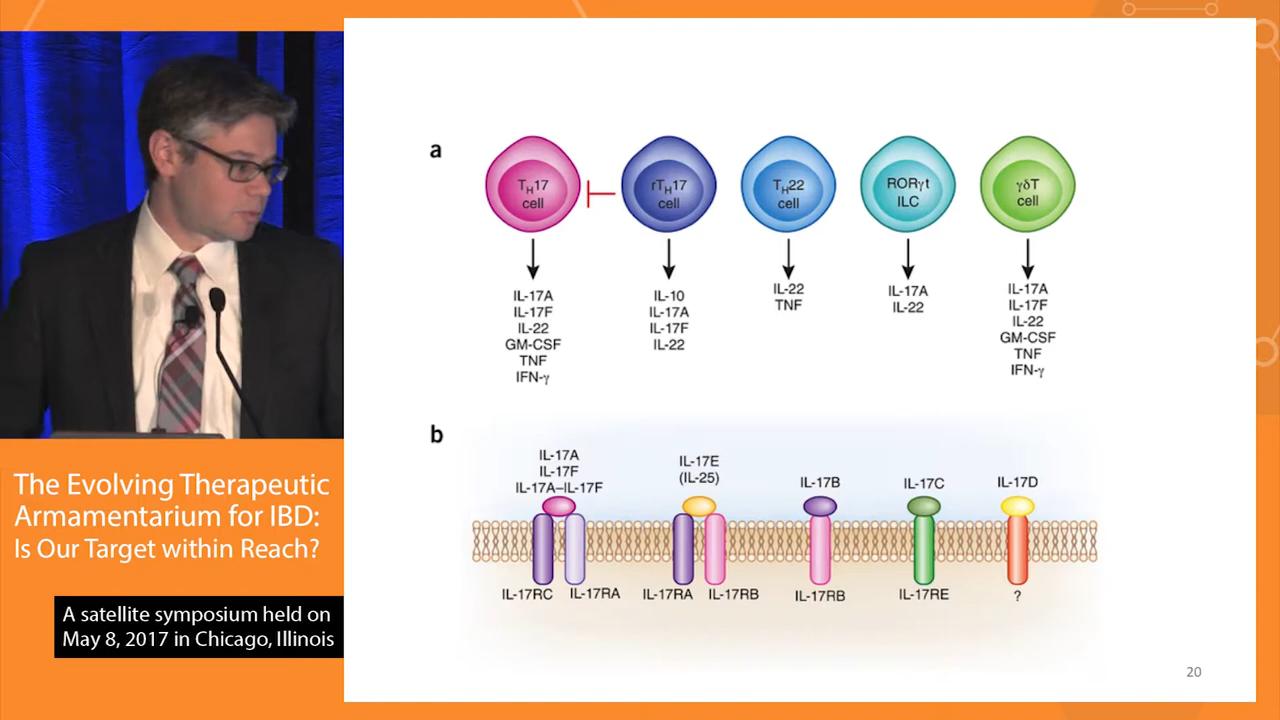 a
T_H17
cell
rT_H17
cell
T_H22
cell
RORγt
ILC
γδT
cell
IL-17A
IL-17F
IL-22
GM-CSF
TNF
IFN-γ
IL-10
IL-17A
IL-17F
IL-22
IL-22
TNF
IL-17A
IL-22
IL-17A
IL-17F
IL-22
GM-CSF
TNF
IFN-γ
b
IL-17A
IL-17F
IL-17A–IL-17F
IL-17E
(IL-25)
IL-17B
IL-17C
IL-17D
IL-17RC
IL-17RA
IL-17RA
IL-17RB
IL-17RB
IL-17RE
?
20
The Evolving Therapeutic
Armamentarium for IBD:
Is Our Target within Reach?
A satellite symposium held on
May 8, 2017 in Chicago, Illinois